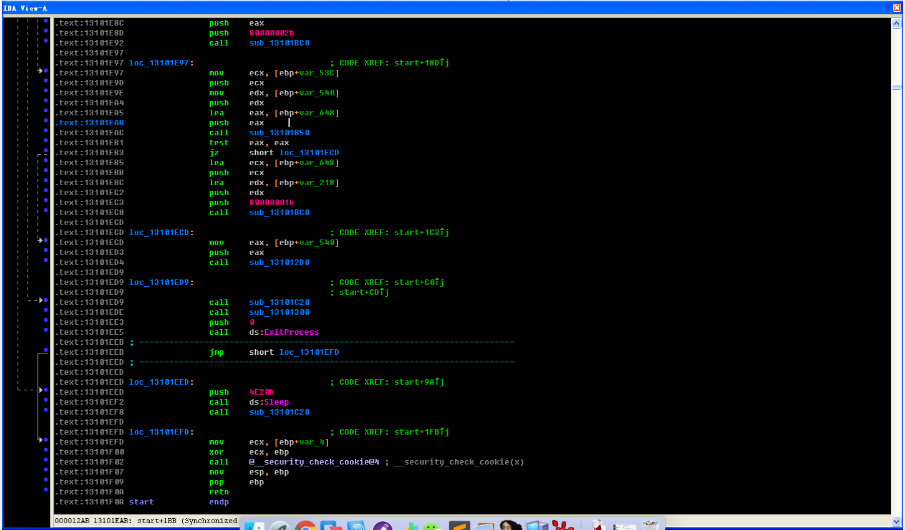 IDA View-A
.text:13101E8C push eax
.text:13101E8D push 80000002h
.text:13101E92 call sub_13101BC0
.text:13101E97
.text:13101E97 loc_13101E97: ; CODE XREF: start+18D↑j
.text:13101E97 mov ecx, [ebp+var_53C]
.text:13101E9D push ecx
.text:13101E9E mov edx, [ebp+var_540]
.text:13101EA4 push edx
.text:13101EA5 lea eax, [ebp+var_648]
.text:13101EAB push eax
.text:13101EAC call sub_13101B50
.text:13101EB1 test eax, eax
.text:13101EB3 jz short loc_13101ECD
.text:13101EB5 lea ecx, [ebp+var_648]
.text:13101EBB push ecx
.text:13101EBC lea edx, [ebp+var_218]
.text:13101EC2 push edx
.text:13101EC3 push 80000001h
.text:13101EC8 call sub_13101BC0
.text:13101ECD
.text:13101ECD loc_13101ECD: ; CODE XREF: start+1C3↑j
.text:13101ECD mov eax, [ebp+var_540]
.text:13101ED3 push eax
.text:13101ED4 call sub_131012D0
.text:13101ED9
.text:13101ED9 loc_13101ED9: ; CODE XREF: start+C0↑j
.text:13101ED9 ; start+CD↑j
.text:13101ED9 call sub_13101C20
.text:13101EDE call sub_13101300
.text:13101EE3 push 0
.text:13101EE5 call ds:ExitProcess
.text:13101EEB ; ---------------------------------------------------------------------------
.text:13101EEB jmp short loc_13101EFD
.text:13101EED ; ---------------------------------------------------------------------------
.text:13101EED
.text:13101EED loc_13101EED: ; CODE XREF: start+9A↑j
.text:13101EED push 4E20h
.text:13101EF2 call ds:Sleep
.text:13101EF8 call sub_13101C20
.text:13101EFD
.text:13101EFD loc_13101EFD: ; CODE XREF: start+1FB↑j
.text:13101EFD mov ecx, [ebp+var_4]
.text:13101F00 xor ecx, ebp
.text:13101F02 call @__security_check_cookie@4 ; __security_check_cookie(x)
.text:13101F07 mov esp, ebp
.text:13101F09 pop ebp
.text:13101F0A retn
.text:13101F0A start endp
000012AB 13101EAB: start+1BB (Synchronized